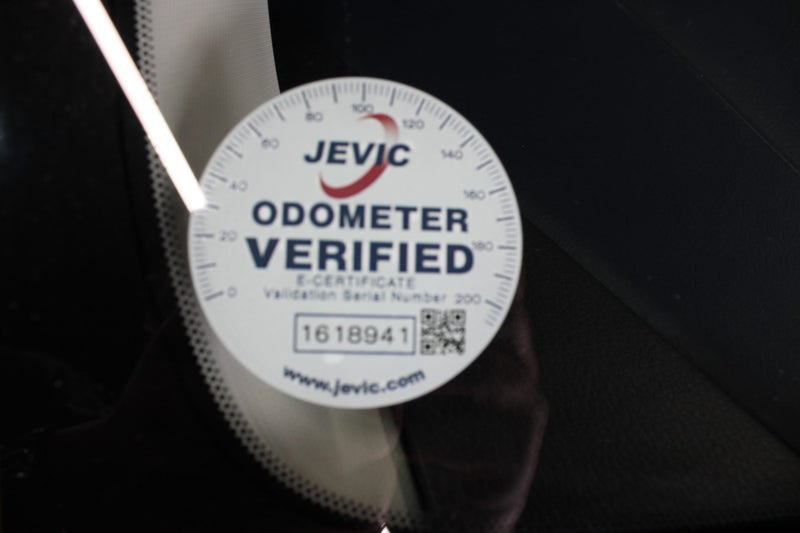 0
20
40
60
80
100
120
140
160
180
200
JEVIC
ODOMETER
VERIFIED
E-CERTIFICATE
Validation Serial Number
1618941
www.jevic.com